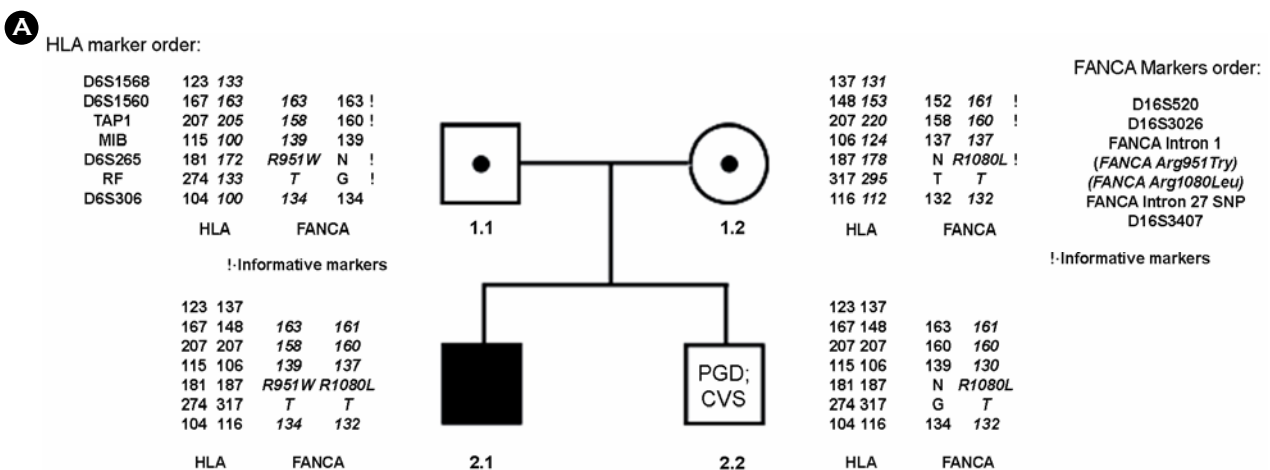 A
HLA marker order:
FANCA Markers order:
D6S1568 123 133
D6S1560 167 163 163 163 !
TAP1 207 205 158 160 !
MIB 115 100 139 139
D6S265 181 172 R951W N !
RF 274 133 T G !
D6S306 104 100 134 134
HLA FANCA
!·Informative markers
1.1
1.2
137 131
148 153 152 161 !
207 220 158 160 !
106 124 137 137
187 178 N R1080L !
317 295 T T
116 112 132 132
HLA FANCA
D16S520
D16S3026
FANCA Intron 1
(FANCA Arg951Try)
(FANCA Arg1080Leu)
FANCA Intron 27 SNP
D16S3407
!·Informative markers
123 137
167 148 163 161
207 207 158 160
115 106 139 137
181 187 R951W R1080L
274 317 T T
104 116 134 132
HLA FANCA
2.1
PGD;
CVS
2.2
123 137
167 148 163 161
207 207 160 160
115 106 139 130
181 187 N R1080L
274 317 G T
104 116 134 132
HLA FANCA